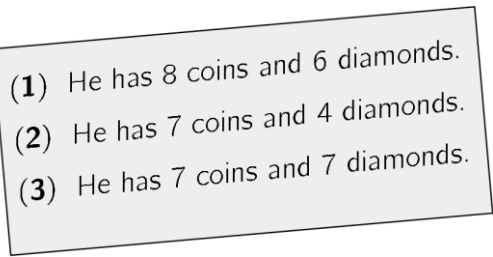 (1) He has 8 coins and 6 diamonds.
(2) He has 7 coins and 4 diamonds.
(3) He has 7 coins and 7 diamonds.